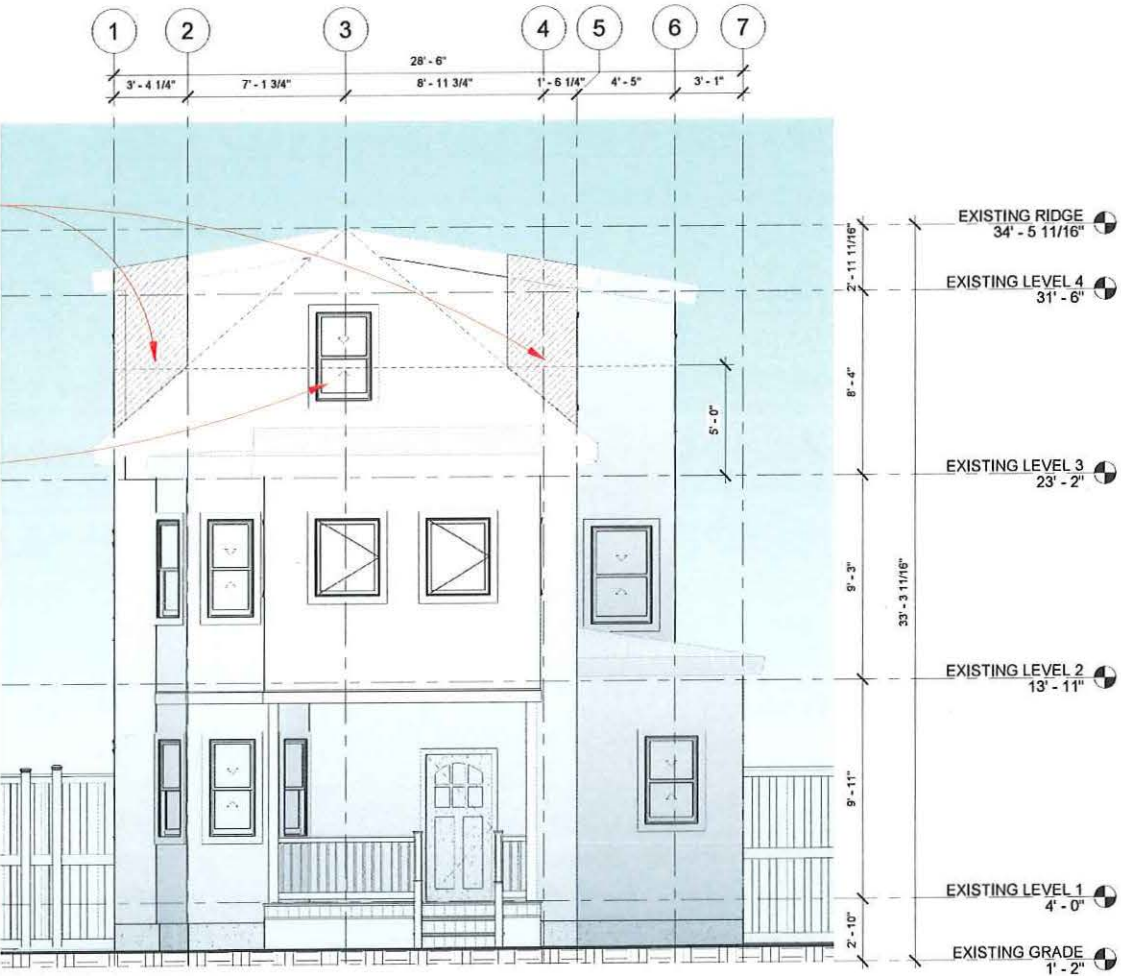 1 2 3 4 5 6 7
28' - 6"
3' - 4 1/4" 7' - 1 3/4" 8' - 11 3/4" 1' - 6 1/4" 4' - 5" 3' - 1"
EXISTING RIDGE
34' - 5 11/16"
2' - 11 11/16"
EXISTING LEVEL 4
31' - 6"
8' - 4"
5' - 0"
EXISTING LEVEL 3
23' - 2"
9' - 3"
33' - 3 11/16"
EXISTING LEVEL 2
13' - 11"
9' - 11"
EXISTING LEVEL 1
4' - 0"
2' - 10"
EXISTING GRADE
1' - 2"